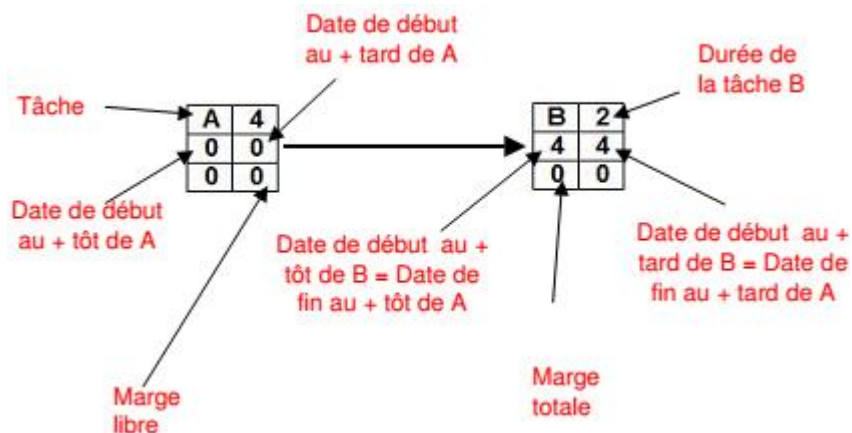 Date de début
au + tard de A
Durée de
la tâche B
Tâche
A 4
0 0
0 0
B 2
4 4
0 0
Date de début
au + tôt de A
Date de début au +
tôt de B = Date de
fin au + tôt de A
Date de début au +
tard de B = Date de
fin au + tard de A
Marge
libre
Marge
totale